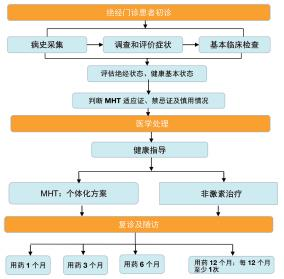 绝经门诊患者初诊
病史采集
调查和评价症状
基本临床检查
评估绝经状态、健康基本状态
判断 MHT 适应证、禁忌证及慎用情况
医学处理
健康指导
MHT：个体化方案
非激素治疗
复诊及随访
用药 1 个月
用药 3 个月
用药 6 个月
用药 12 个月；每 12 个月
至少 1次